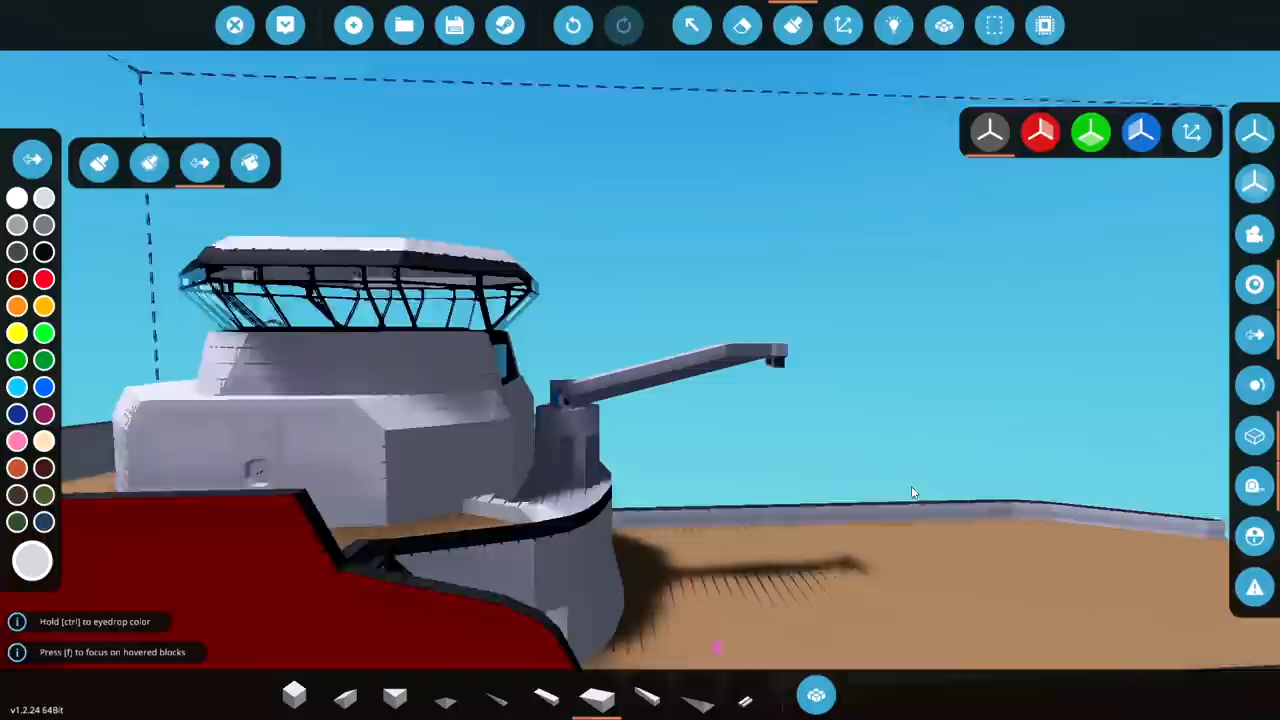 Hold [ctrl] to eyedrop color
Press [f] to focus on hovered blocks
v1.2.24 64Bit